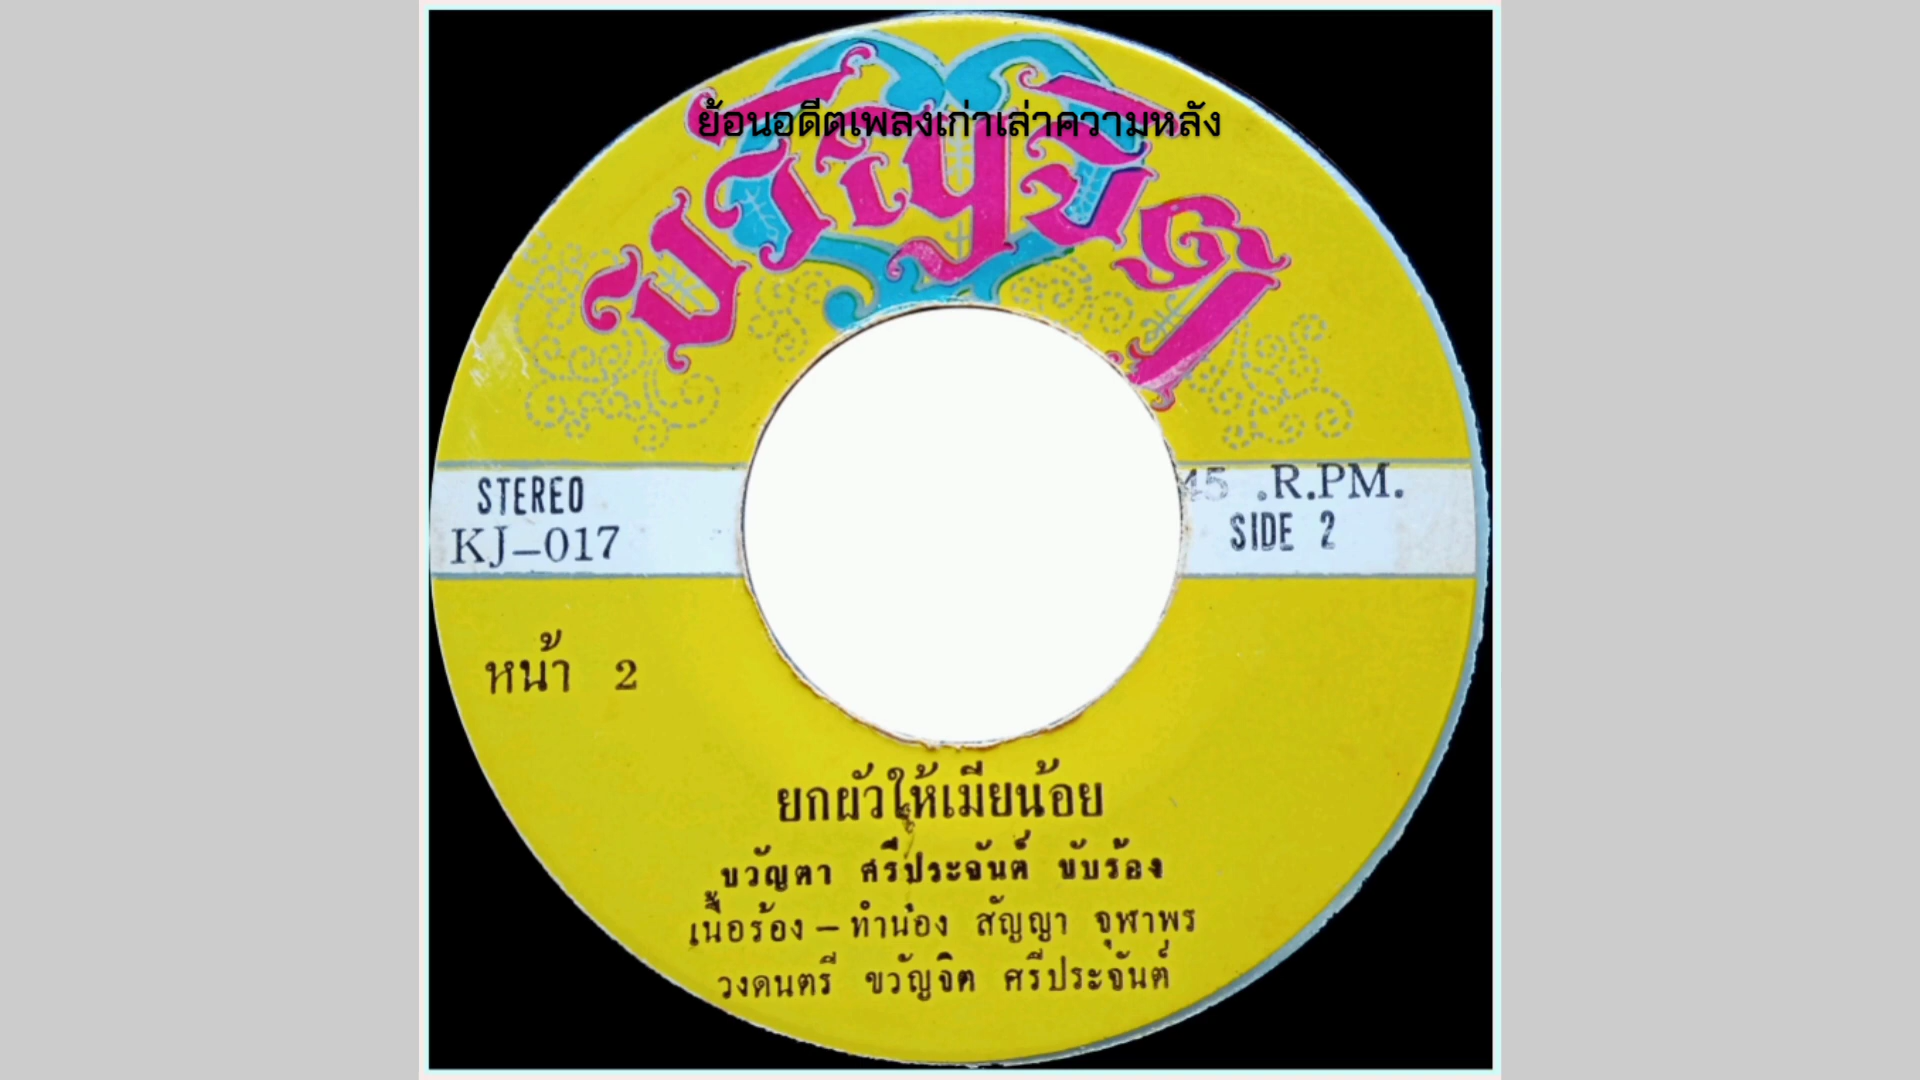 ย้อนอดีตเพลงเก่าเล่าความหลัง
ขวัญจิต
STEREO
KJ-017
45 .R.PM.
SIDE 2
หน้า 2
ยกผัวให้เมียน้อย
ขวัญตา ศรีประจันต์ ขับร้อง
เนื้อร้อง – ทำนอง สัญญา จุฬาพร
วงดนตรี ขวัญจิต ศรีประจันต์